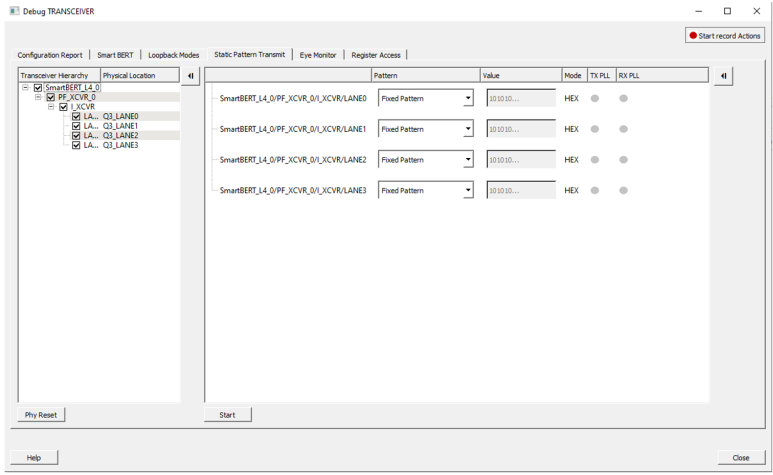 Debug TRANSCEIVER
Start record Actions
Configuration Report Smart BERT Loopback Modes Static Pattern Transmit Eye Monitor Register Access
Transceiver Hierarchy Physical Location
SmartBERT_L4_0
PF_XCVR_0
I_XCVR
LA... Q3_LANE0
LA... Q3_LANE1
LA... Q3_LANE2
LA... Q3_LANE3
Pattern Value Mode TX PLL RX PLL
SmartBERT_L4_0/PF_XCVR_0/I_XCVR/LANE0 Fixed Pattern 101010... HEX
SmartBERT_L4_0/PF_XCVR_0/I_XCVR/LANE1 Fixed Pattern 101010... HEX
SmartBERT_L4_0/PF_XCVR_0/I_XCVR/LANE2 Fixed Pattern 101010... HEX
SmartBERT_L4_0/PF_XCVR_0/I_XCVR/LANE3 Fixed Pattern 101010... HEX
Phy Reset Start
Help Close